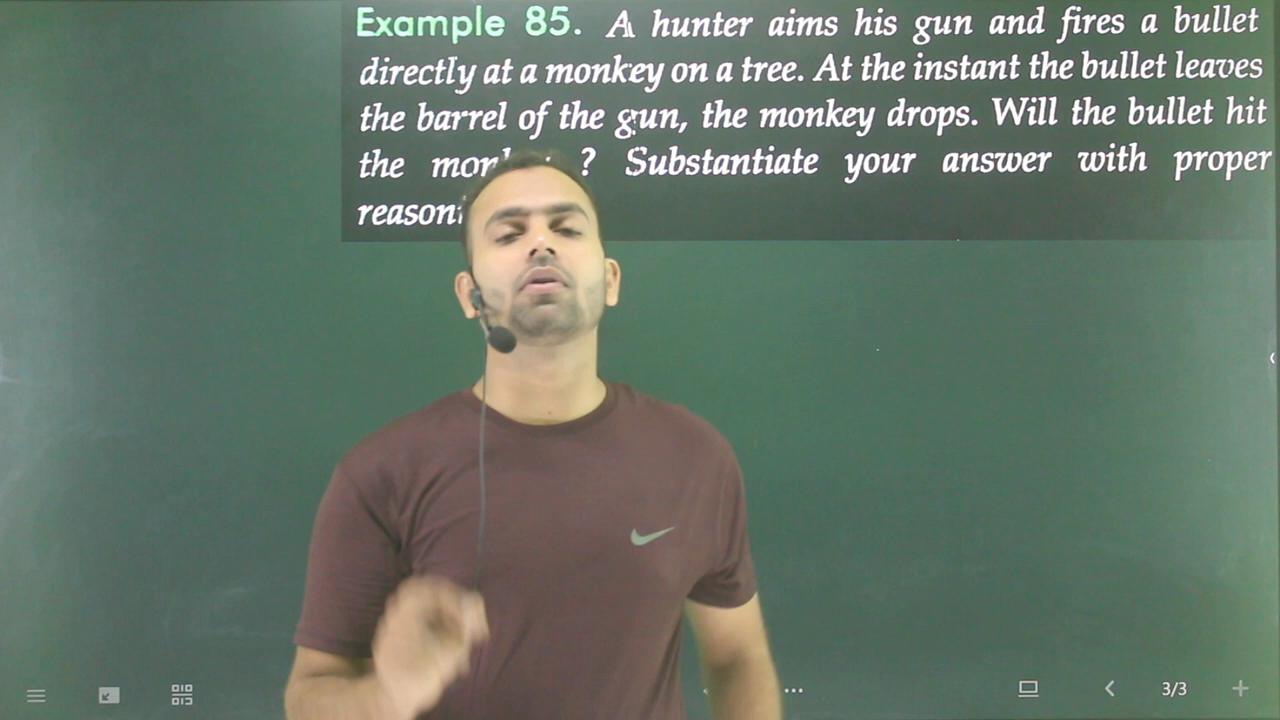 Example 85. A hunter aims his gun and fires a bullet
directly at a monkey on a tree. At the instant the bullet leaves
the barrel of the gun, the monkey drops. Will the bullet hit
the ? Substantiate your answer with proper
3/3